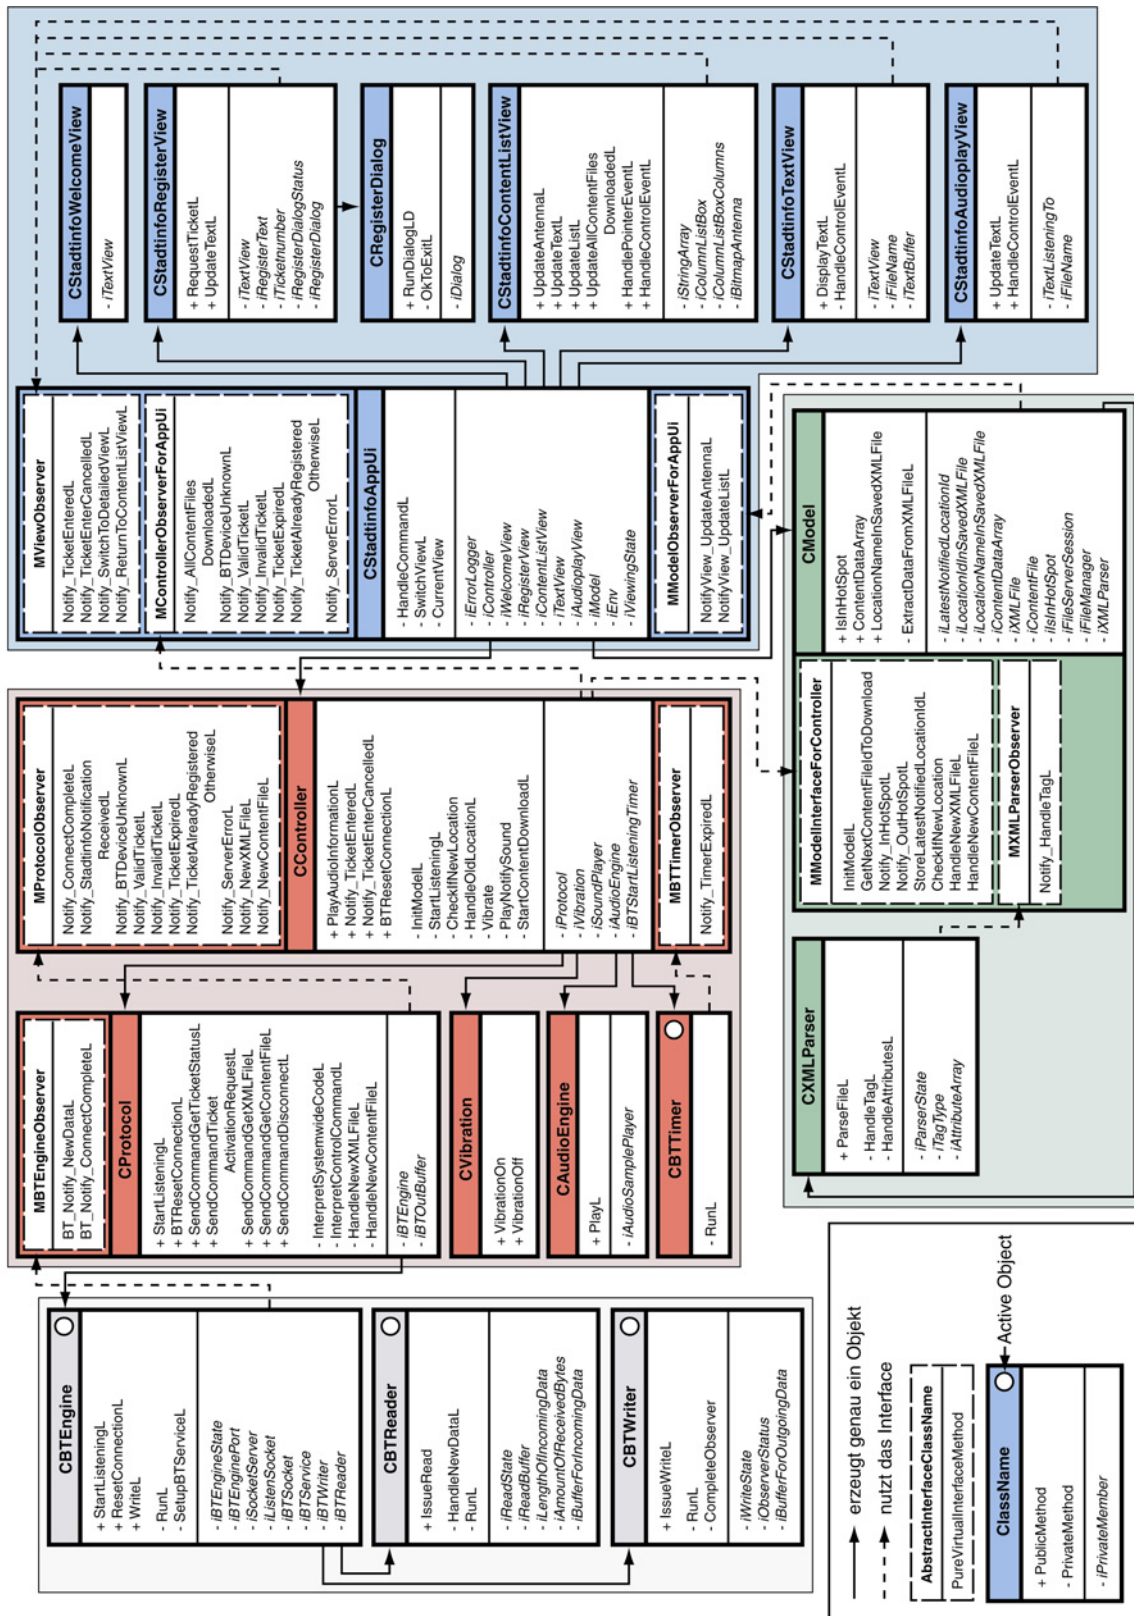 CBTEngine
+ StartListeningL
+ ResetConnectionL
+ WriteL
- RunL
- SetupBTServiceL
- iBTEngineState
- iBTEnginePort
- iSocketServer
- iListenSocket
- iBTSocket
- iBTService
- iBTWriter
- iBTReader
CBTReader
+ IssueRead
- HandleNewDataL
- RunL
- iReadState
- iReadBuffer
- iLengthOfIncomingData
- iAmountOfReceivedBytes
- iBufferForIncomingData
CBTWriter
+ IssueWriteL
- RunL
- CompleteObserver
- iWriteState
- iObserverStatus
- iBufferForOutgoingData
MBTEngineObserver
BT_Notify_NewDataL
BT_Notify_ConnectCompleteL
CProtocol
+ StartListeningL
+ BTResetConnectionL
+ SendCommandGetTicketStatusL
+ SendCommandTicket
ActivationRequestL
+ SendCommandGetXMLFileL
+ SendCommandGetContentFileL
+ SendCommandDisconnectL
- InterpretSystemwideCodeL
- InterpretControlCommandL
- HandleNewXMLFileL
- HandleNewContentFileL
- iBTEngine
- iBTOutBuffer
CVibration
+ VibrationOn
+ VibrationOff
CAudioEngine
+ PlayL
- iAudioSamplePlayer
CBTTimer
- RunL
MProtocolObserver
Notify_ConnectCompleteL
Notify_StadtinfoNotification
ReceivedL
Notify_BTDeviceUnknownL
Notify_ValidTicketL
Notify_InvalidTicketL
Notify_TicketExpiredL
Notify_TicketAlreadyRegistered
OtherwiseL
Notify_ServerErrorL
Notify_NewXMLFileL
Notify_NewContentFileL
CController
+ PlayAudioInformationL
+ Notify_TicketEnteredL
+ Notify_TicketEnterCancelledL
+ BTResetConnectionL
- InitModelL
- StartListeningL
- CheckIfNewLocation
- HandleOldLocationL
- Vibrate
- PlayNotifySound
- StartContentDownloadL
- iProtocol
- iVibration
- iSoundPlayer
- iAudioEngine
- iBTStartListeningTimer
MBTTimerObserver
Notify_TimerExpiredL
MViewObserver
Notify_TicketEnteredL
Notify_TicketEnterCancelledL
Notify_SwitchToDetailedViewL
Notify_ReturnToContentListViewL
MControllerObserverForAppUi
Notify_AllContentFiles
DownloadedL
Notify_BTDeviceUnknownL
Notify_ValidTicketL
Notify_InvalidTicketL
Notify_TicketExpiredL
Notify_TicketAlreadyRegistered
OtherwiseL
Notify_ServerErrorL
CStadtinfoAppUi
- HandleCommandL
- SwitchViewL
- CurrentView
- iErrorLogger
- iController
- iWelcomeView
- iRegisterView
- iContentListView
- iTextView
- iAudioplayView
- iModel
- iEnv
- iViewingState
MModelObserverForAppUi
NotifyView_UpdateAntennaL
NotifyView_UpdateListL
CStadtinfoWelcomeView
- iTextView
CStadtinfoRegisterView
+ RequestTicketL
+ UpdateTextL
- iTextView
- iRegisterText
- iTicketnumber
- iRegisterDialogStatus
- iRegisterDialog
CRegisterDialog
+ RunDialogLD
- OkToExitL
- iDialog
CStadtinfoContentListView
+ UpdateAntennaL
+ UpdateTextL
+ UpdateListL
+ UpdateAllContentFiles
DownloadedL
+ HandlePointerEventL
+ HandleControlEventL
- iStringArray
- iColumnListBox
- iColumnListBoxColumns
- iBitmapAntenna
CStadtinfoTextView
+ DisplayTextL
- HandleControlEventL
- iTextView
- iFileName
- iTextBuffer
CStadtinfoAudioplayView
+ UpdateTextL
+ HandleControlEventL
- iTextListeningTo
- iFileName
erzeugt genau ein Objekt
nutzt das Interface
AbstractInterfaceClassName
PureVirtualInterfaceMethod
ClassName
Active Object
+ PublicMethod
- PrivateMethod
- iPrivateMember
CXMLParser
+ ParseFileL
- HandleTagL
- HandleAttributesL
- iParserState
- iTagType
- iAttributeArray
MModelInterfaceForController
InitModelL
GetNextContentFileIdToDownload
Notify_InHotSpotL
Notify_OutHotSpotL
StoreLatestNotifiedLocationIdL
CheckIfNewLocation
HandleNewXMLFileL
HandleNewContentFileL
MXMLParserObserver
Notify_HandleTagL
CModel
+ IsInHotSpot
+ ContentDataArray
+ LocationNameInSavedXMLFile
- ExtractDataFromXMLFileL
- iLatestNotifiedLocationId
- iLocationIdInSavedXMLFile
- iLocationNameInSavedXMLFile
- iContentDataArray
- iXMLFile
- iContentFile
- iIsInHotSpot
- iFileServerSession
- iFileManager
- iXMLParser